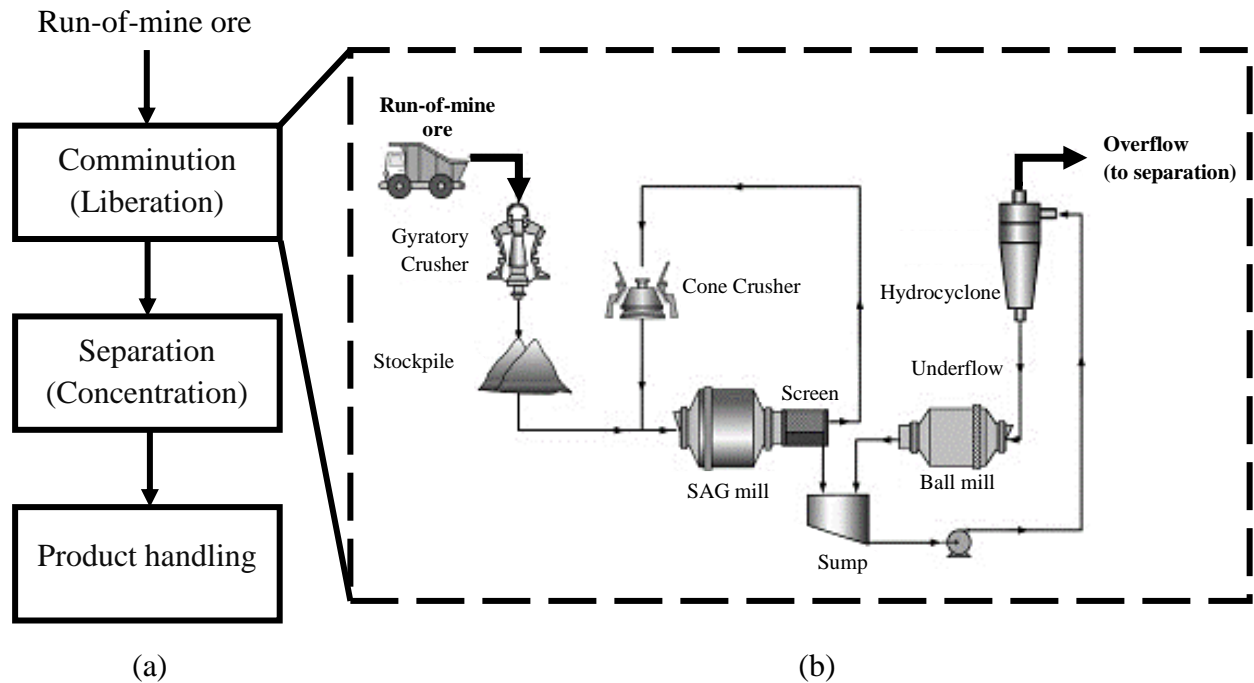 Run-of-mine ore
Comminution
(Liberation)
Separation
(Concentration)
Product handling
(a)
Run-of-mine
ore
Gyratory
Crusher
Stockpile
Cone Crusher
Screen
SAG mill
Sump
Ball mill
Underflow
Hydrocyclone
Overflow
(to separation)
(b)